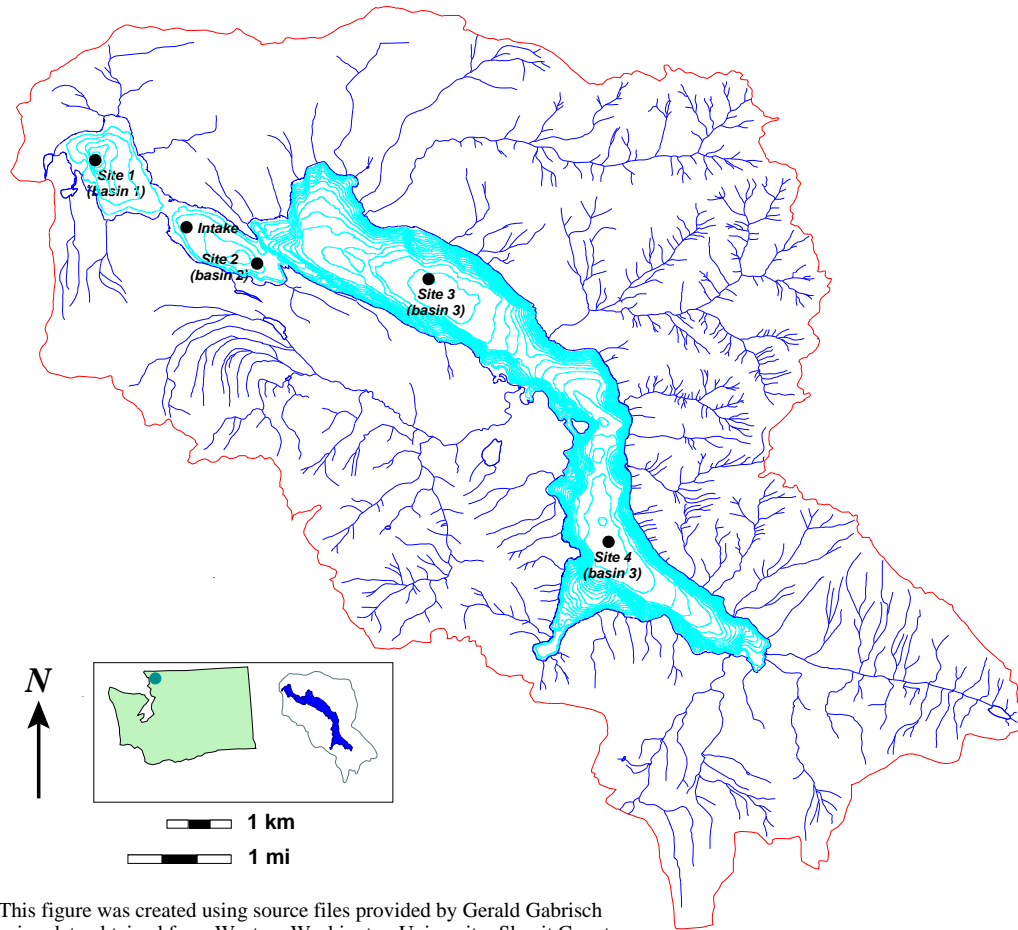 Site 1
(basin 1)
Intake
Site 2
(basin 2)
Site 3
(basin 3)
Site 4
(basin 3)
N
1 km
1 mi
This figure was created using source files provided by Gerald Gabrisch